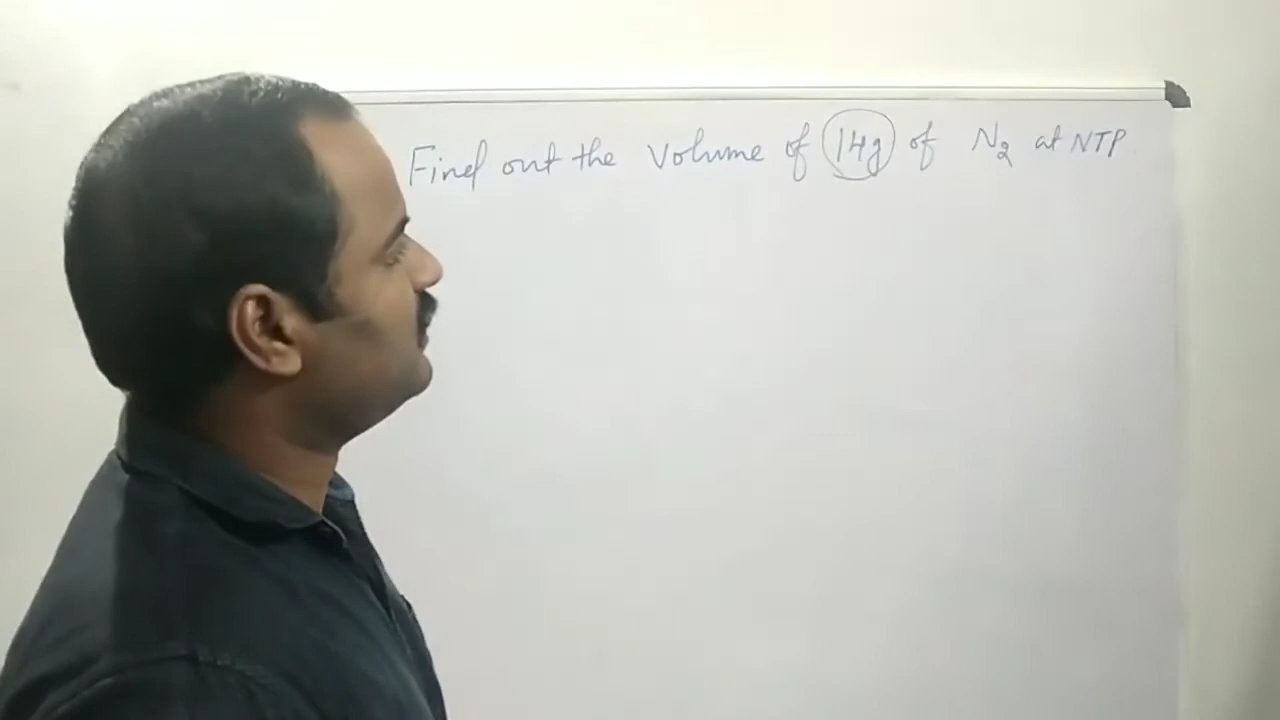 Find out the Volume of 14g of N₂ at NTP